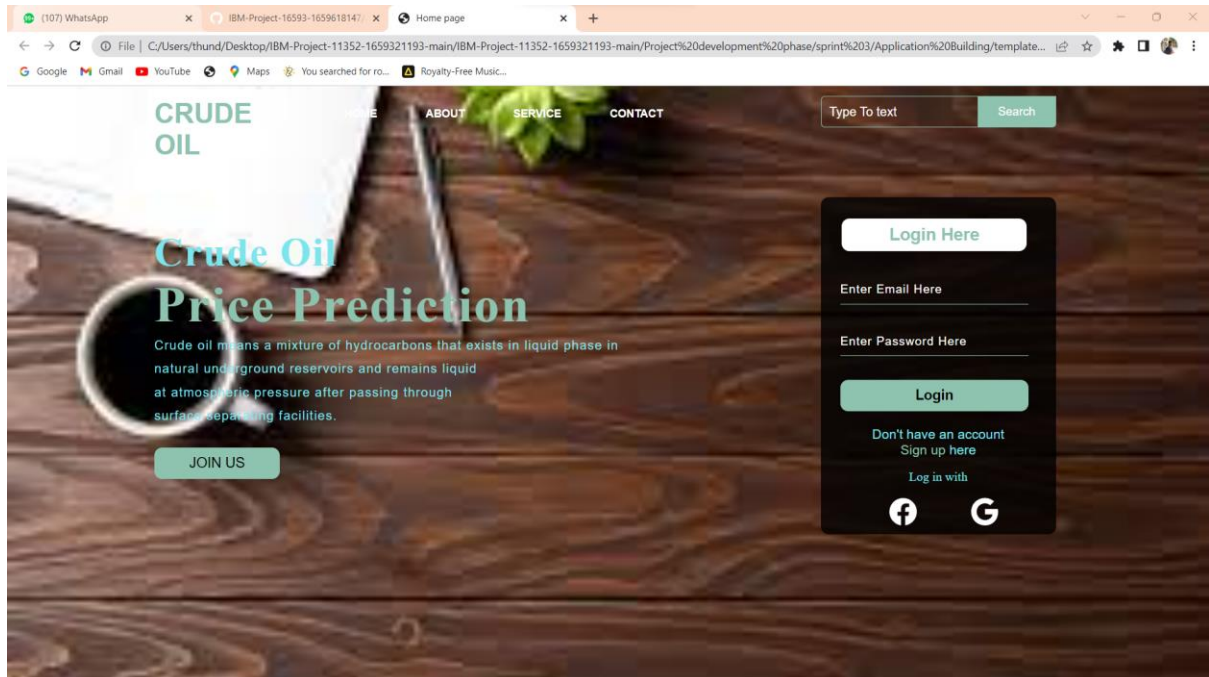 (107) WhatsApp
IBM-Project-16593-1659618147/
Home page
File | C:/Users/thund/Desktop/IBM-Project-11352-1659321193-main/IBM-Project-11352-1659321193-main/Project%20development%20phase/sprint%203/Application%20Building/template...
Google Gmail YouTube Maps You searched for ro... Royalty-Free Music...
CRUDE
OIL
HOME ABOUT SERVICE CONTACT
Type To text Search
Crude Oil
Price Prediction
Crude oil means a mixture of hydrocarbons that exists in liquid phase in
natural underground reservoirs and remains liquid
at atmospheric pressure after passing through
surface separating facilities.
JOIN US
Login Here
Enter Email Here
Enter Password Here
Login
Don't have an account
Sign up here
Log in with